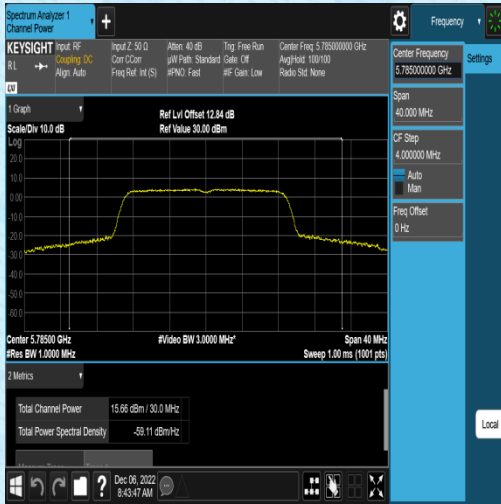 Spectrum Analyzer 1
Channel Power
Frequency
KEYSIGHT
RL
LXI
Input: RF
Coupling: DC
Align: Auto
Input Z: 50 Ω
Corr CCorr
Freq Ref: Int (S)
Atten: 40 dB
µW Path: Standard
#PNO: Fast
Trig: Free Run
Gate: Off
#IF Gain: Low
Center Freq: 5.785000000 GHz
Avg|Hold: 100/100
Radio Std: None
Center Frequency
5.785000000 GHz
Settings
Span
40.000 MHz
CF Step
4.000000 MHz
Auto
Man
Freq Offset
0 Hz
Local
1 Graph
Scale/Div 10.0 dB
Ref Lvl Offset 12.84 dB
Ref Value 30.00 dBm
Log
20.0
10.0
0.00
-10.0
-20.0
-30.0
-40.0
-50.0
-60.0
Center 5.78500 GHz
#Video BW 3.0000 MHz*
Span 40 MHz
#Res BW 1.0000 MHz
Sweep 1.00 ms (1001 pts)
2 Metrics
Total Channel Power 15.66 dBm / 30.0 MHz
Total Power Spectral Density -59.11 dBm/Hz
?
Dec 06, 2022
8:43:47 AM